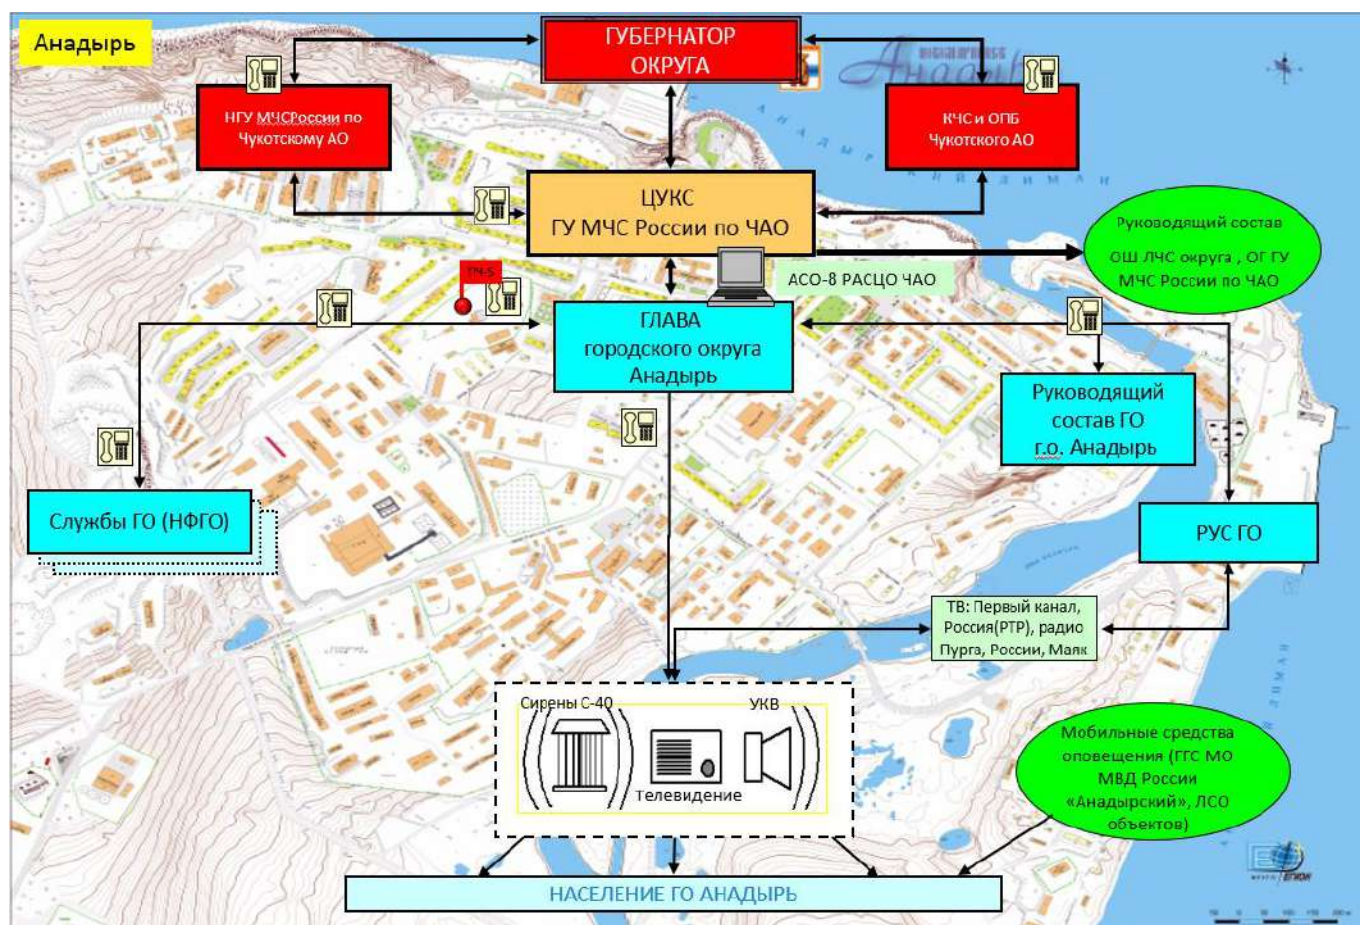 Анадырь
ГУБЕРНАТОР
ОКРУГА
НГУ МЧСРоссии по
Чукотскому АО
КЧС и ОПБ
Чукотского АО
Анадырь
ЦУКС
ГУ МЧС России по ЧАО
Руководящий состав
ОШ ЛЧС округа , ОГ ГУ
МЧС России по ЧАО
ПЧ-5
АСО-8 РАСЦО ЧАО
ГЛАВА
городского округа
Анадырь
Руководящий
состав ГО
г.о. Анадырь
Службы ГО (НФГО)
РУС ГО
ТВ: Первый канал,
Россия(РТР), радио
Пурга, России, Маяк
Сирены С-40
УКВ
Телевидение
Мобильные средства
оповещения (ГГС МО
МВД России
«Анадырский», ЛСО
объектов)
НАСЕЛЕНИЕ ГО АНАДЫРЬ